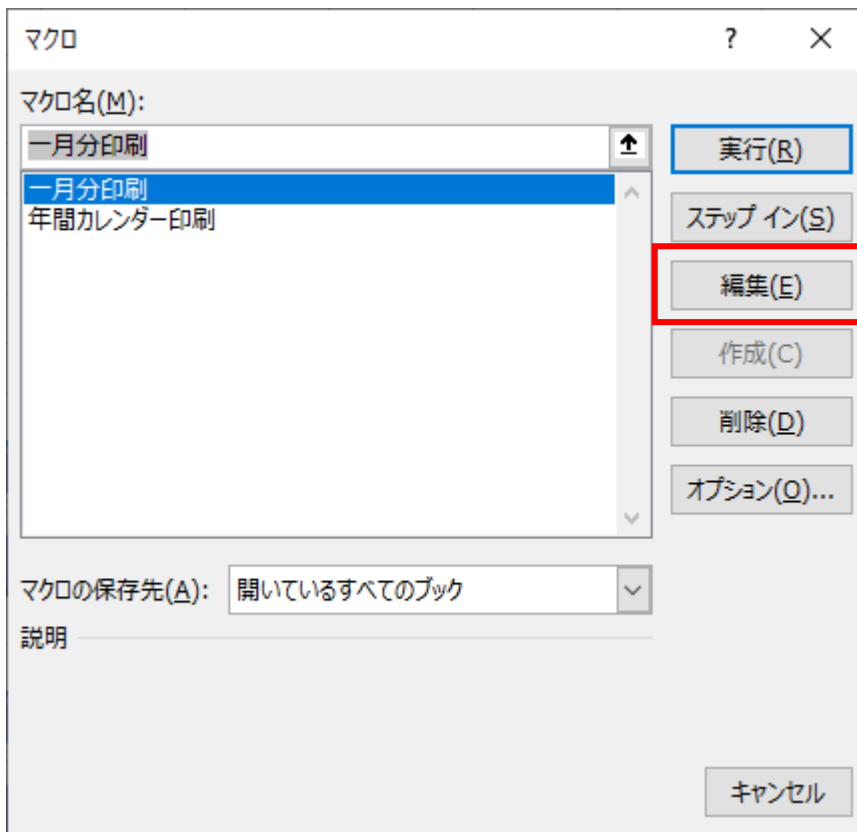 マクロ
?
マクロ名(M):
一月分印刷
一月分印刷
年間カレンダー印刷
実行(R)
ステップ イン(S)
編集(E)
作成(C)
削除(D)
オプション(O)...
マクロの保存先(A): 開いているすべてのブック
説明
キャンセル